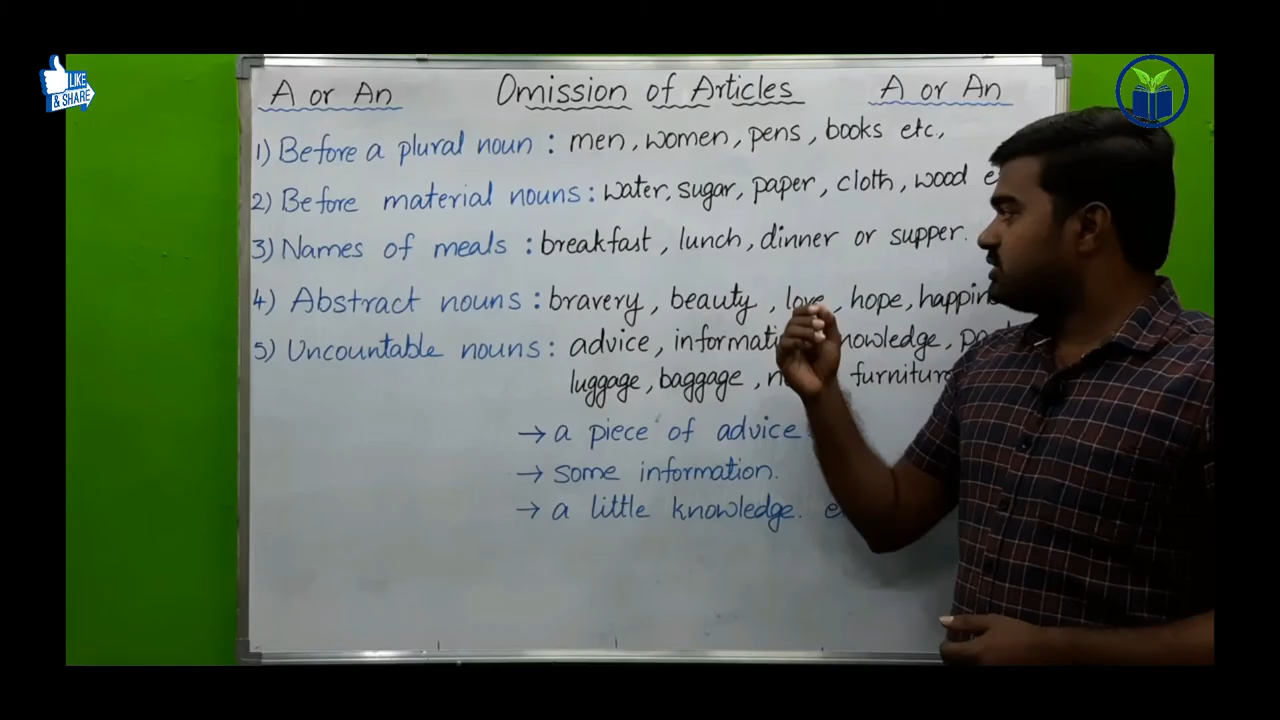 LIKE
& SHARE
A or An Omission of Articles A or An
1) Before a plural noun : men, women, pens, books etc,
2) Before material nouns : water, sugar, paper, cloth, wood
3) Names of meals : breakfast, lunch, dinner or supper.
4) Abstract nouns : bravery, beauty, love, hope,
5) Uncountable nouns : advice,
luggage, baggage,
→ a piece of advice
→ some information.
→ a little knowledge.